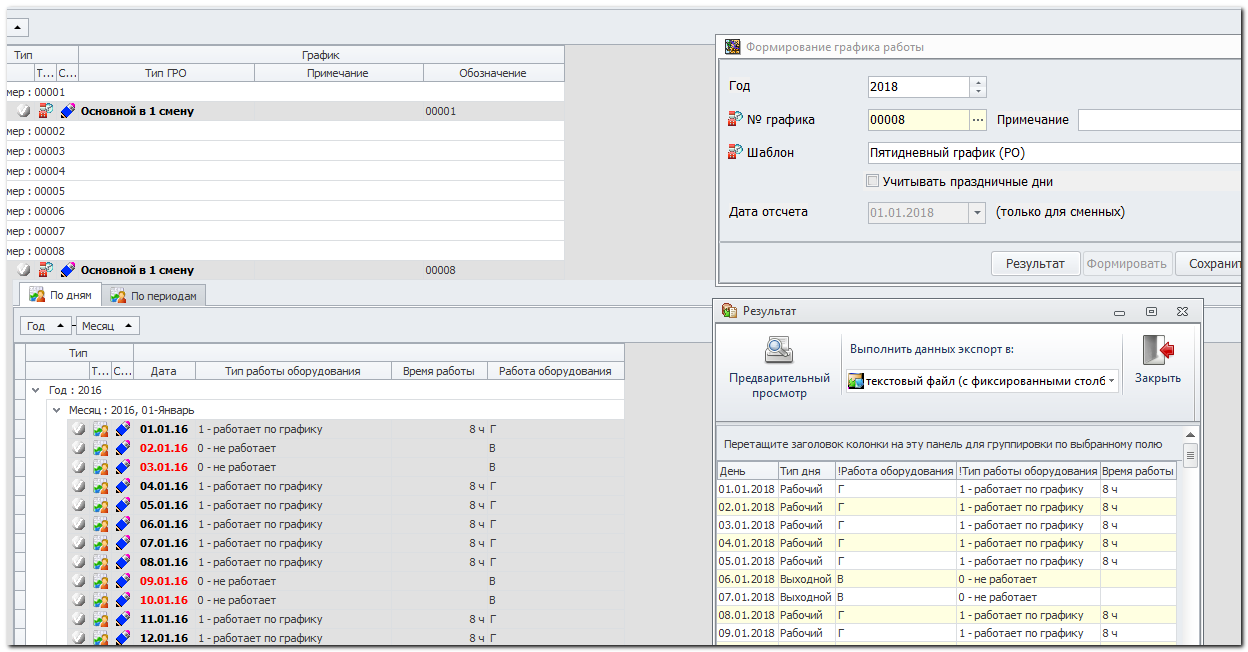 Тип
График
Т... С... Тип ГРО Примечание Обозначение
мер : 00001
Основной в 1 смену 00001
мер : 00002
мер : 00003
мер : 00004
мер : 00005
мер : 00006
мер : 00007
мер : 00008
Основной в 1 смену 00008
По дням По периодам
Год Месяц
Тип
Т... С... Дата Тип работы оборудования Время работы Работа оборудования
Год : 2016
Месяц : 2016, 01-Январь
01.01.16 1 - работает по графику 8 ч Г
02.01.16 0 - не работает В
03.01.16 0 - не работает В
04.01.16 1 - работает по графику 8 ч Г
05.01.16 1 - работает по графику 8 ч Г
06.01.16 1 - работает по графику 8 ч Г
07.01.16 1 - работает по графику 8 ч Г
08.01.16 1 - работает по графику 8 ч Г
09.01.16 0 - не работает В
10.01.16 0 - не работает В
11.01.16 1 - работает по графику 8 ч Г
12.01.16 1 - работает по графику 8 ч Г
Формирование графика работы
Год 2018
№ графика 00008 ... Примечание
Шаблон Пятидневный график (РО)
Учитывать праздничные дни
Дата отсчета 01.01.2018 (только для сменных)
Результат Формировать Сохранит
Результат
Выполнить данных экспорт в:
Предварительный просмотр
текстовый файл (с фиксированными столб
Закрыть
Перетащите заголовок колонки на эту панель для группировки по выбранному полю
День Тип дня !Работа оборудования !Тип работы оборудования Время работы
01.01.2018 Рабочий Г 1 - работает по графику 8 ч
02.01.2018 Рабочий Г 1 - работает по графику 8 ч
03.01.2018 Рабочий Г 1 - работает по графику 8 ч
04.01.2018 Рабочий Г 1 - работает по графику 8 ч
05.01.2018 Рабочий Г 1 - работает по графику 8 ч
06.01.2018 Выходной В 0 - не работает
07.01.2018 Выходной В 0 - не работает
08.01.2018 Рабочий Г 1 - работает по графику 8 ч
09.01.2018 Рабочий Г 1 - работает по графику 8 ч